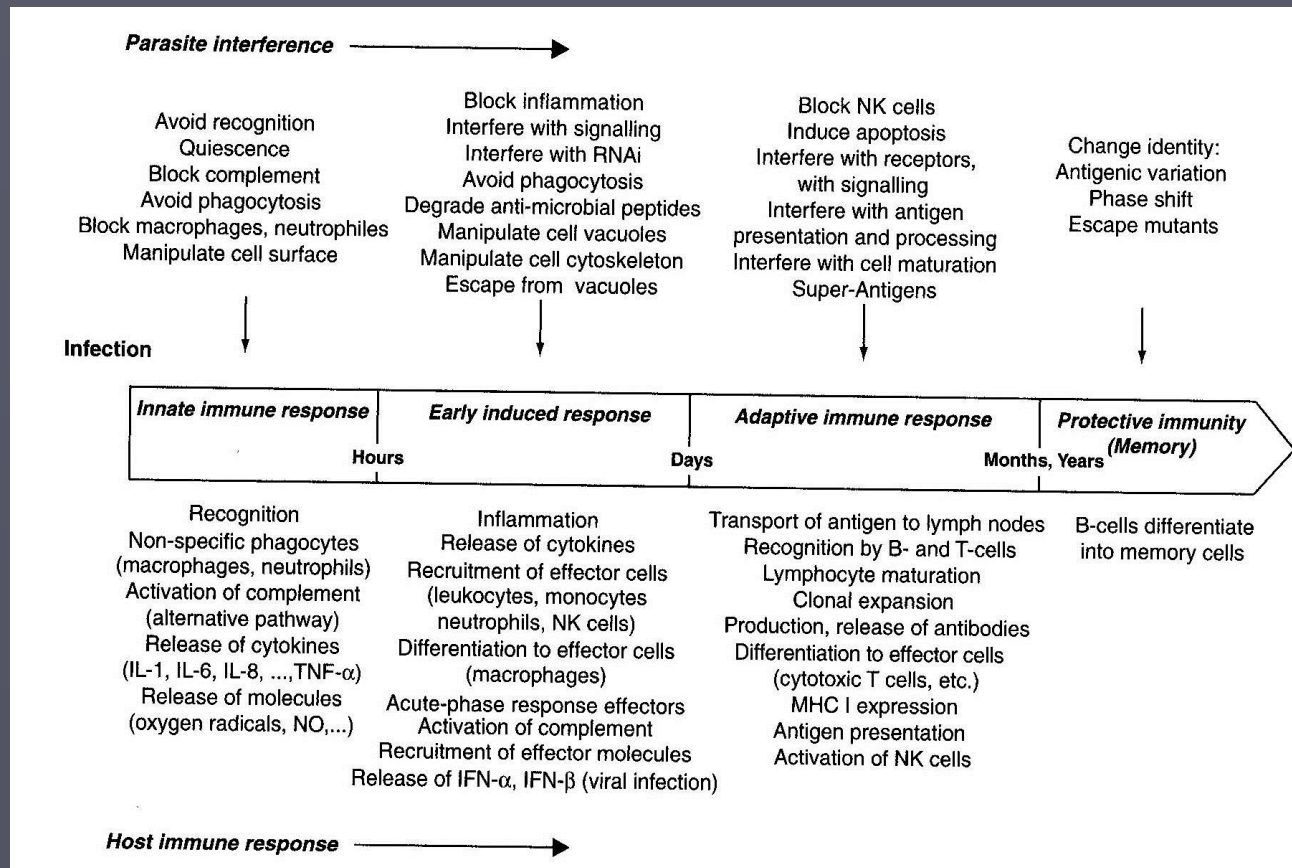 Parasite interference
Avoid recognition
Quiescence
Block complement
Avoid phagocytosis
Block macrophages, neutrophiles
Manipulate cell surface
Block inflammation
Interfere with signalling
Interfere with RNAi
Avoid phagocytosis
Degrade anti-microbial peptides
Manipulate cell vacuoles
Manipulate cell cytoskeleton
Escape from vacuoles
Block NK cells
Induce apoptosis
Interfere with receptors,
with signalling
Interfere with antigen
presentation and processing
Interfere with cell maturation
Super-Antigens
Change identity:
Antigenic variation
Phase shift
Escape mutants
Infection
Innate immune response
Hours
Early induced response
Days
Adaptive immune response
Months, Years
Protective immunity
(Memory)
Recognition
Non-specific phagocytes
(macrophages, neutrophils)
Activation of complement
(alternative pathway)
Release of cytokines
(IL-1, IL-6, IL-8, ...,TNF-α)
Release of molecules
(oxygen radicals, NO,...)
Inflammation
Release of cytokines
Recruitment of effector cells
(leukocytes, monocytes
neutrophils, NK cells)
Differentiation to effector cells
(macrophages)
Acute-phase response effectors
Activation of complement
Recruitment of effector molecules
Release of IFN-α, IFN-β (viral infection)
Transport of antigen to lymph nodes
Recognition by B- and T-cells
Lymphocyte maturation
Clonal expansion
Production, release of antibodies
Differentiation to effector cells
(cytotoxic T cells, etc.)
MHC I expression
Antigen presentation
Activation of NK cells
B-cells differentiate
into memory cells
Host immune response